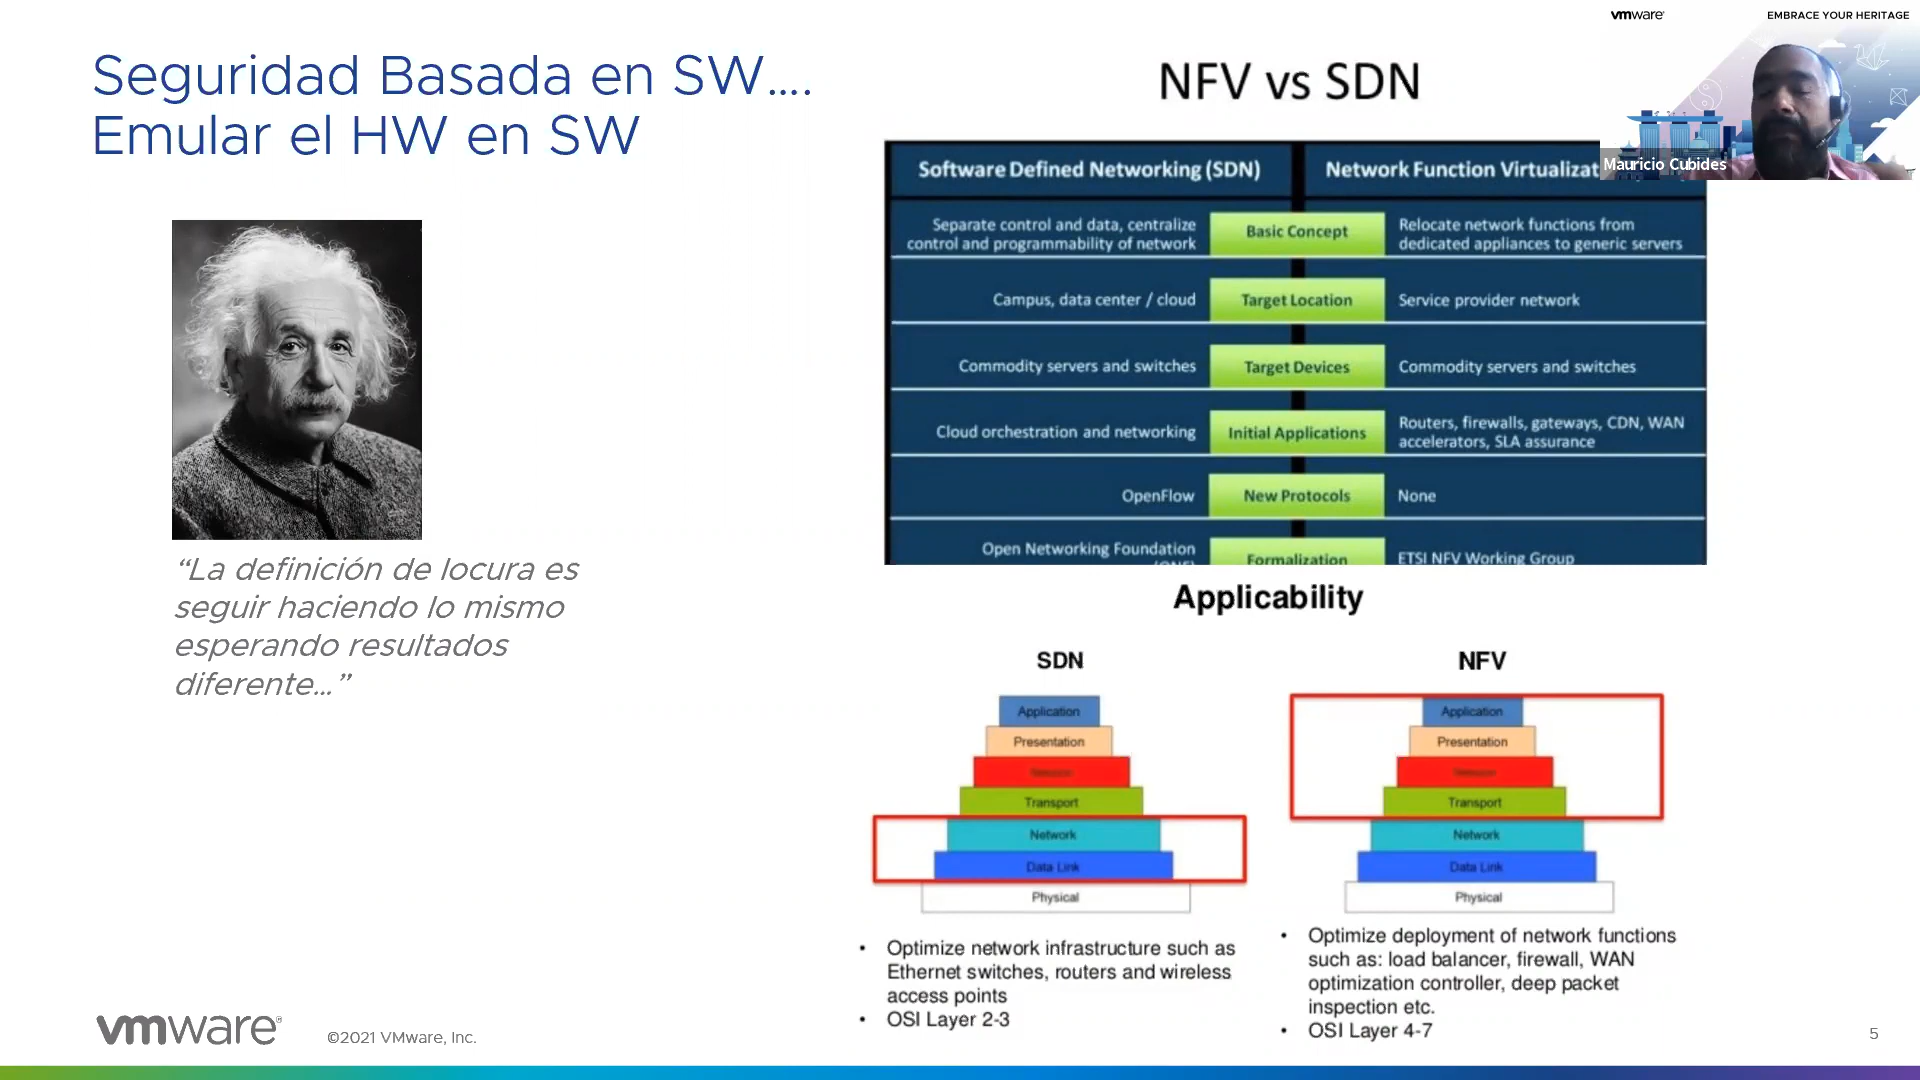 vmware
EMBRACE YOUR HERITAGE
Mauricio Cubides
Seguridad Basada en SW....
Emular el HW en SW
“La definición de locura es
seguir haciendo lo mismo
esperando resultados
diferente…”
NFV vs SDN
Software Defined Networking (SDN)
Network Function
Separate control and data, centralize
control and programmability of network
Basic Concept
Relocate network functions from
dedicated appliances to generic servers
Campus, data center / cloud
Target Location
Service provider network
Commodity servers and switches
Target Devices
Commodity servers and switches
Cloud orchestration and networking
Initial Applications
Routers, firewalls, gateways, CDN, WAN
accelerators, SLA assurance
OpenFlow
New Protocols
None
Open Networking Foundation
Formalization
ETSI NFV Working Group
Applicability
SDN
Application
Presentation
Transport
Network
Data Link
Physical
• Optimize network infrastructure such as
Ethernet switches, routers and wireless
access points
• OSI Layer 2-3
NFV
Application
Presentation
Transport
Network
Data Link
Physical
• Optimize deployment of network functions
such as: load balancer, firewall, WAN
optimization controller, deep packet
inspection etc.
• OSI Layer 4-7
vmware®
©2021 VMware, Inc.
5